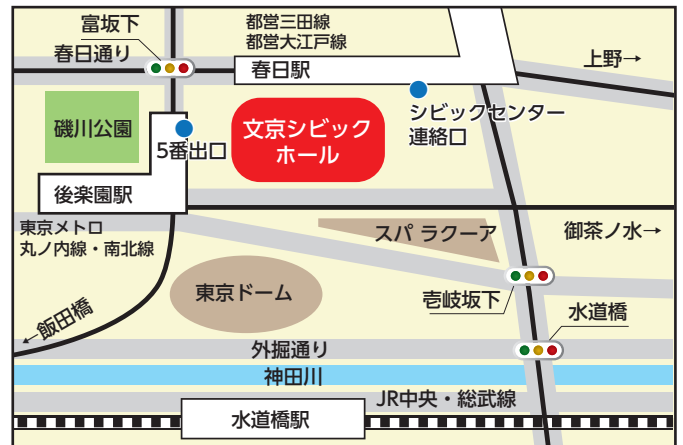 富坂下
都営三田線
都営大江戸線
春日通り
春日駅
上野→
磯川公園
5番出口
文京シビック
ホール
シビックセンター
連絡口
後楽園駅
東京メトロ
丸ノ内線・南北線
スパ ラクーア
御茶ノ水→
東京ドーム
壱岐坂下
水道橋
←飯田橋
外掘通り
神田川
JR中央・総武線
水道橋駅